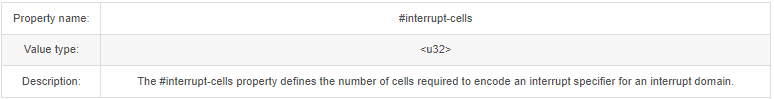 Property name: #interrupt-cells
Value type: <u32>
Description: The #interrupt-cells property defines the number of cells required to encode an interrupt specifier for an interrupt domain.